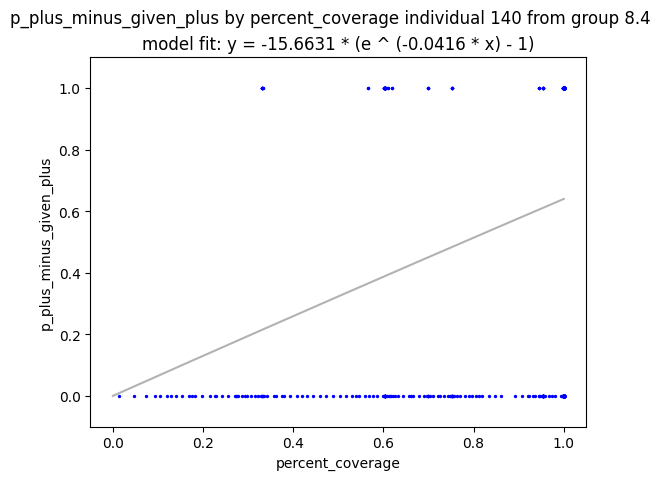 p_plus_minus_given_plus by percent_coverage individual 140 from group 8.4
model fit: y = -15.6631 * (e ^ (-0.0416 * x) - 1)
1.0
0.8
0.6
0.4
0.2
0.0
p_plus_minus_given_plus
0.0 0.2 0.4 0.6 0.8 1.0
percent_coverage